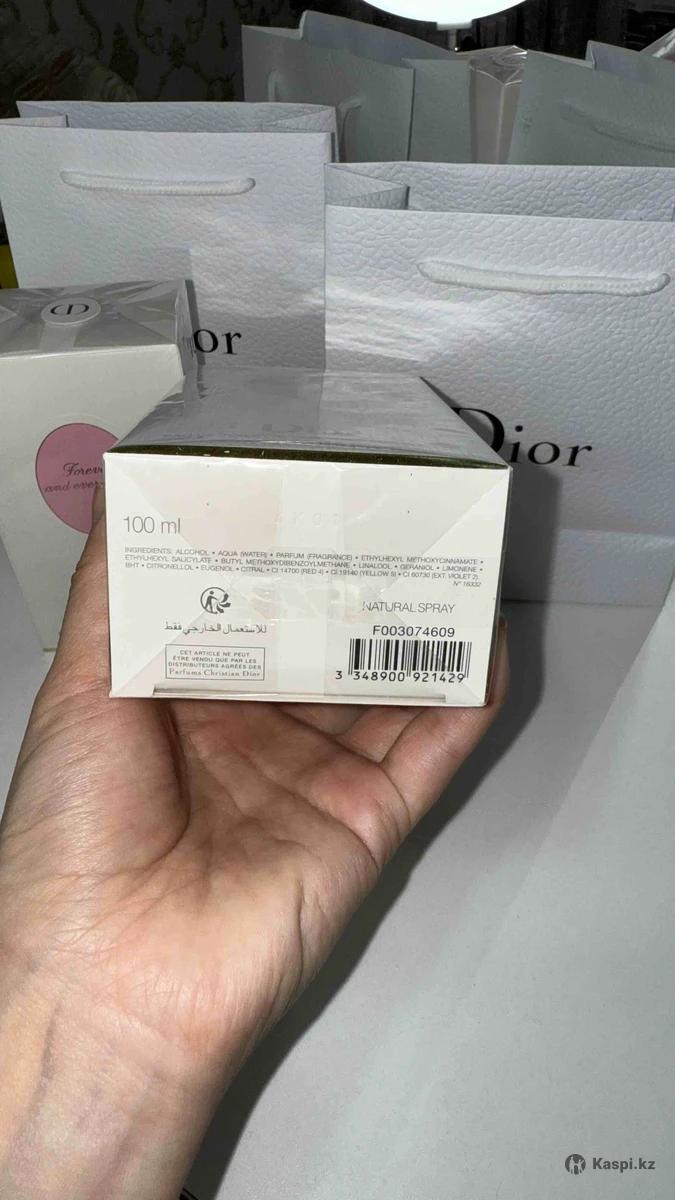 CD
Dior
Dior
Forever
and ever
100 ml
INGREDIENTS: ALCOHOL • AQUA (WATER) • PARFUM (FRAGRANCE) • ETHYLHEXYL METHOXYCINNAMATE •
ETHYLHEXYL SALICYLATE • BUTYL METHOXYDIBENZOYLMETHANE • LINALOOL • GERANIOL • LIMONENE •
BHT • CITRONELLOL • EUGENOL • CITRAL • CI 14700 (RED 4) • CI 19140 (YELLOW 5) • CI 60730 (EXT. VIOLET 2).
N° 16332
NATURAL SPRAY
للاستعمال الخارجي فقط
F003074609
CET ARTICLE NE PEUT
ÊTRE VENDU QUE PAR LES
DISTRIBUTEURS AGRÉÉS DES
Parfums Christian Dior
3 348900 921429
Kaspi.kz